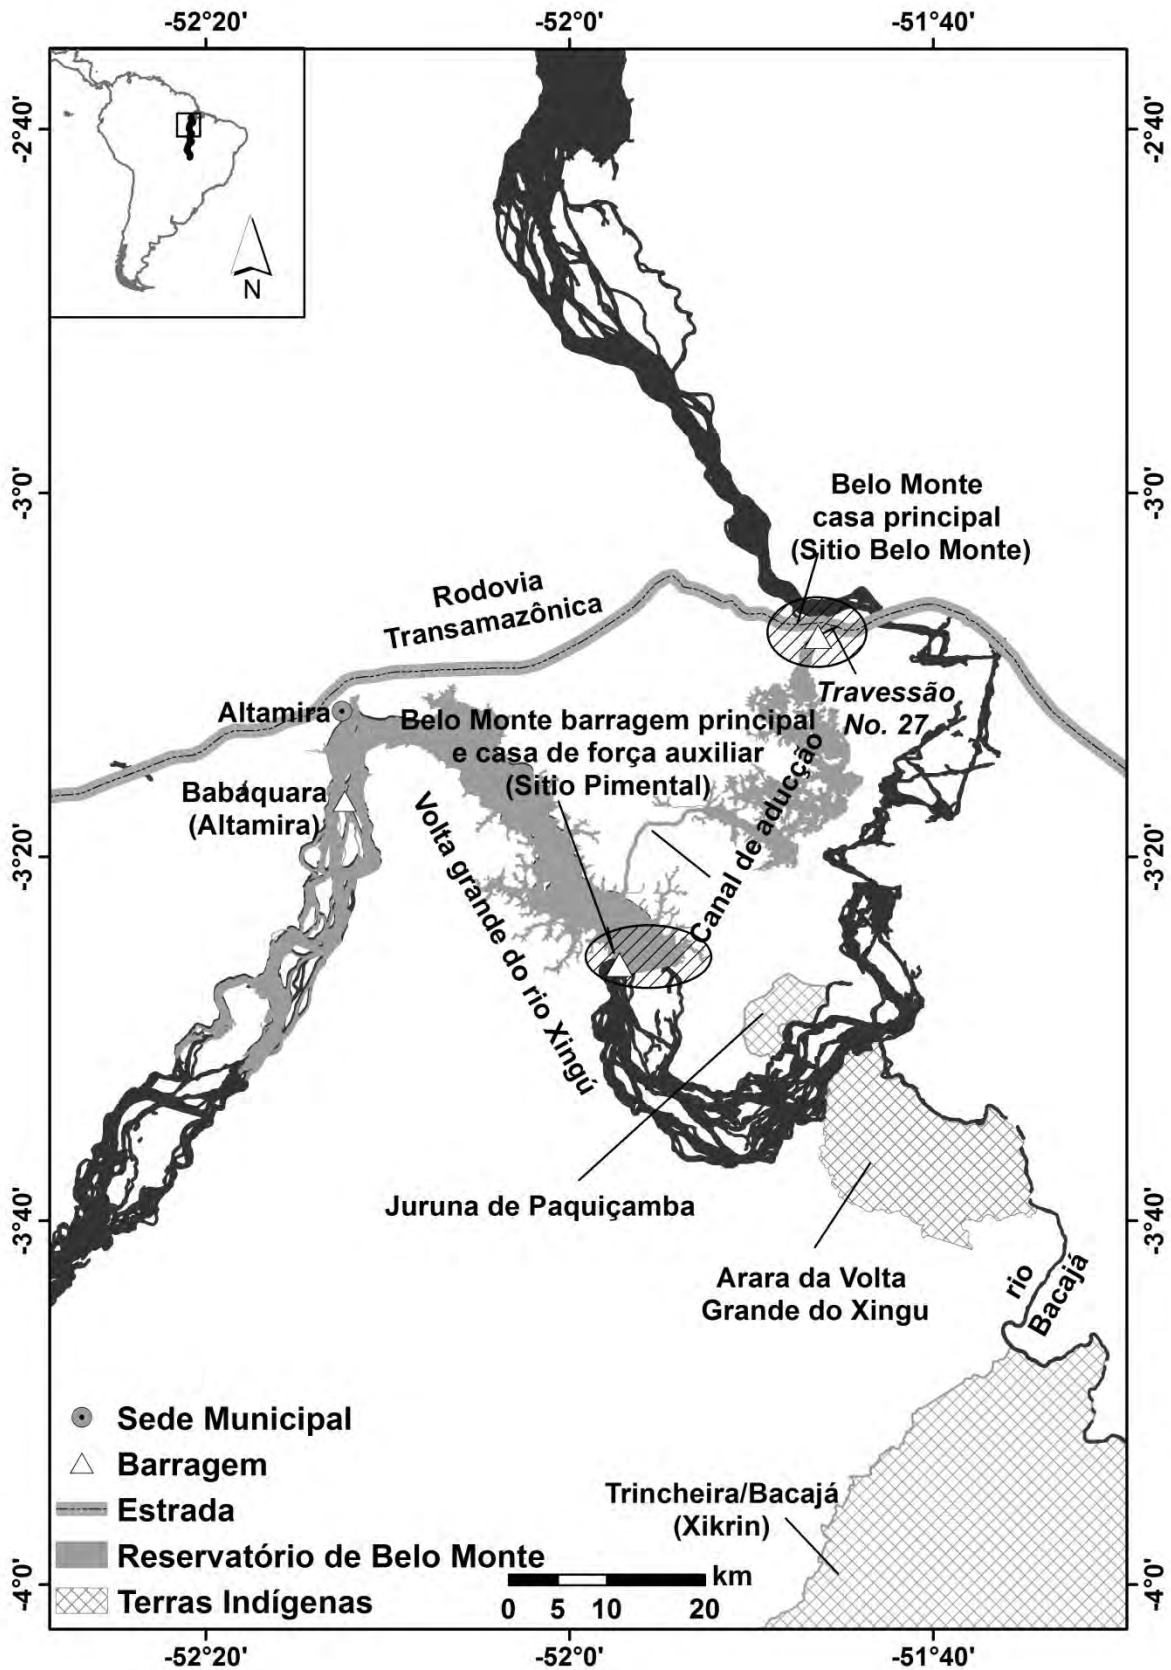 -52°20'
-52°0'
-51°40'
-2°40'
-2°40'
N
-3°0'
-3°0'
Belo Monte
casa principal
(Sitio Belo Monte)
Rodovia
Transamazônica
Altamira
Travessão
No. 27
Belo Monte barragem principal
e casa de força auxiliar
(Sitio Pimental)
Babáquara
(Altamira)
Volta grande do rio Xingú
Canal de aducção
-3°20'
-3°20'
Juruna de Paquiçamba
-3°40'
-3°40'
Arara da Volta
Grande do Xingu
rio
Bacajá
Sede Municipal
Barragem
Estrada
Reservatório de Belo Monte
Terras Indígenas
Trincheira/Bacajá
(Xikrin)
km
0 5 10 20
-4°0'
-4°0'
-52°20'
-52°0'
-51°40'